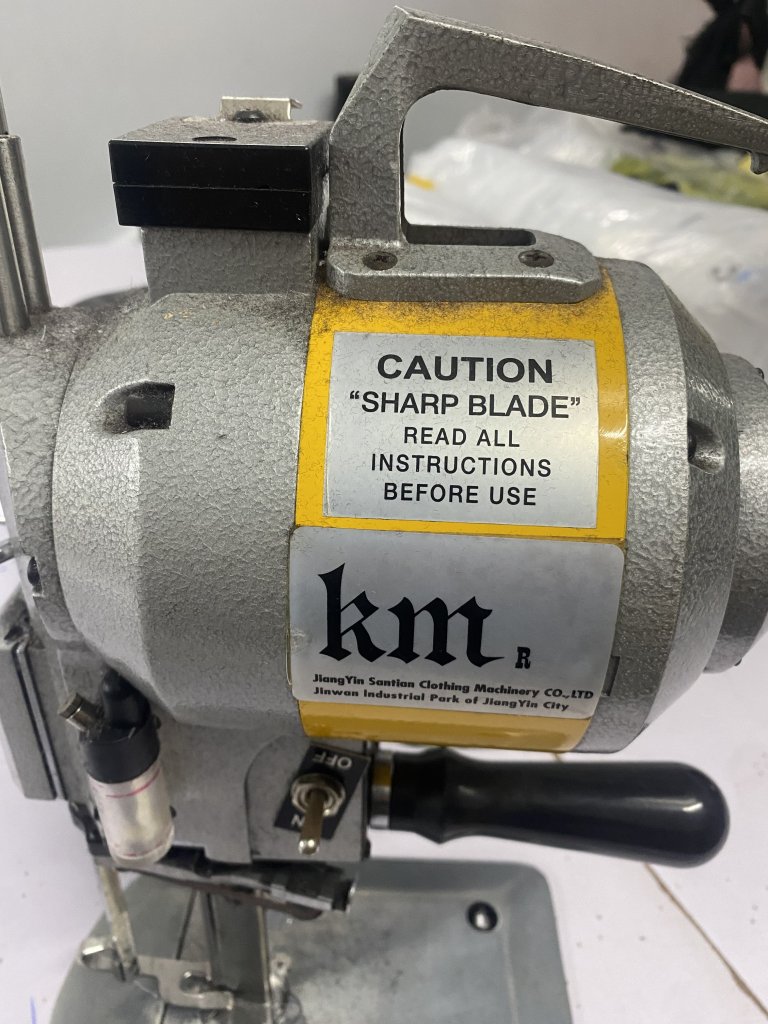 CAUTION
“SHARP BLADE”
READ ALL
INSTRUCTIONS
BEFORE USE
km R
JiangYin Santian Clothing Machinery CO.,LTD
Jinwan Industrial Park of JiangYin City
OFF